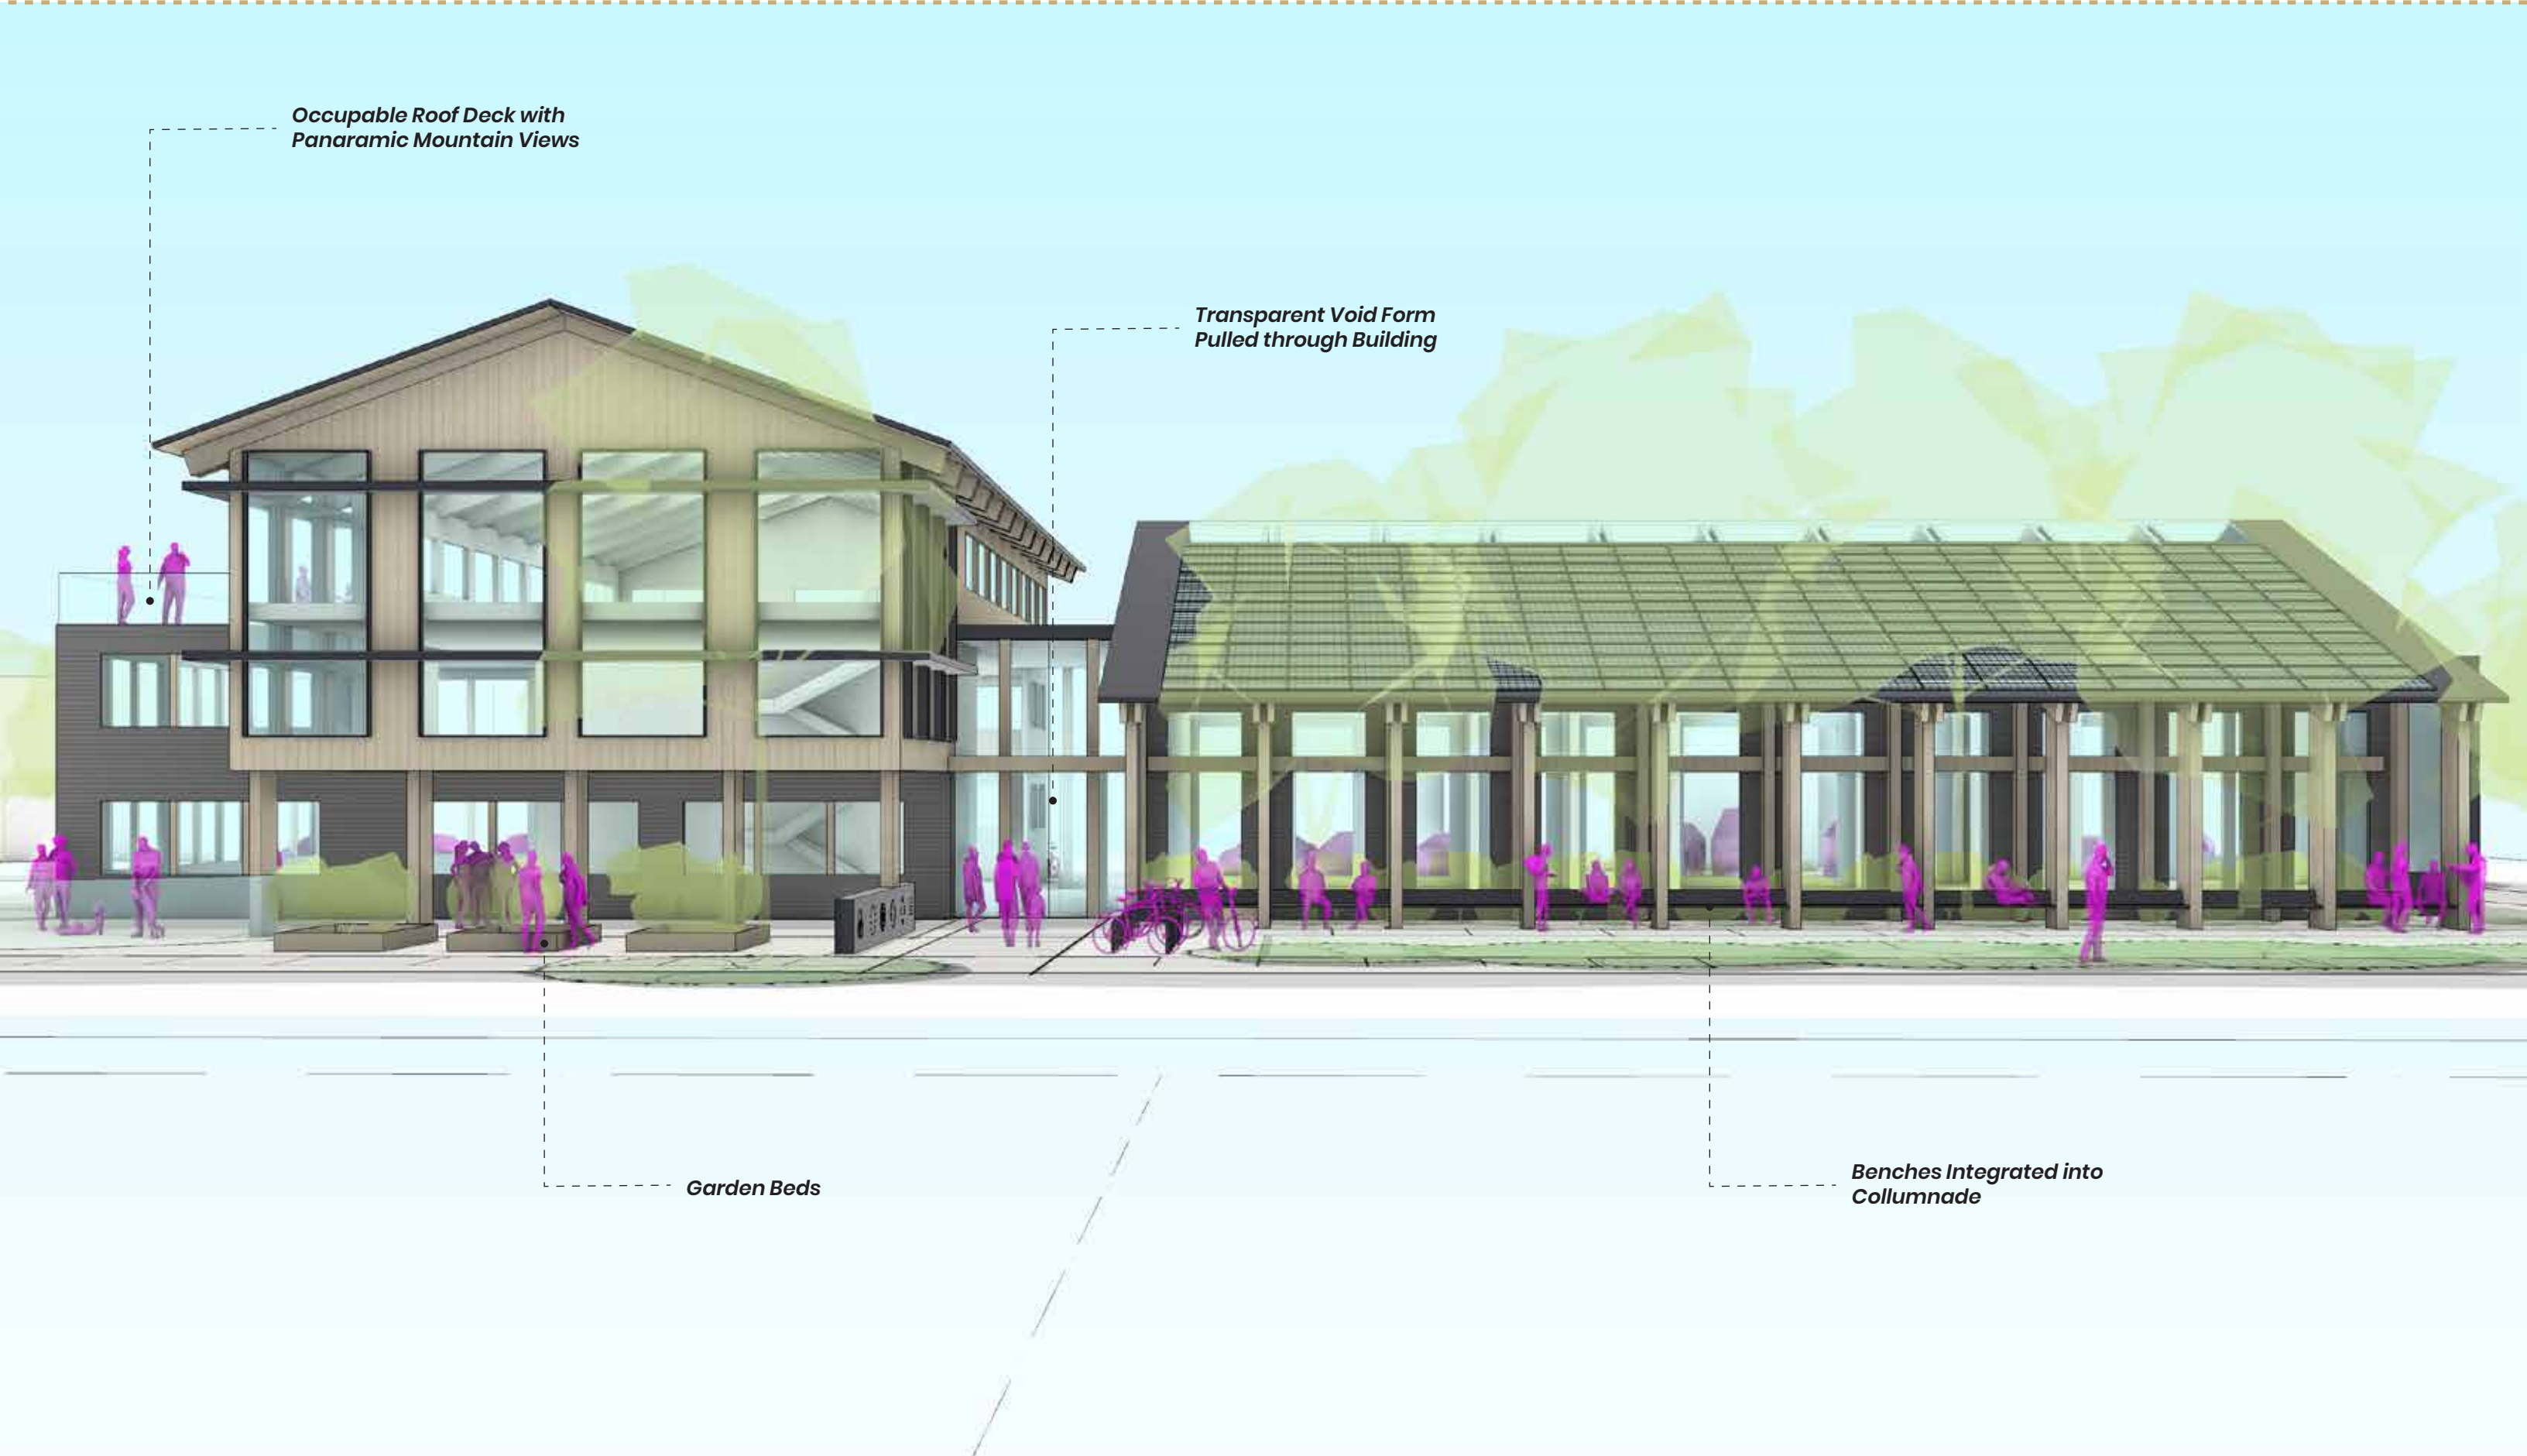 Occupable Roof Deck with
Panaramic Mountain Views
Transparent Void Form
Pulled through Building
Garden Beds
Benches Integrated into
Collumnade